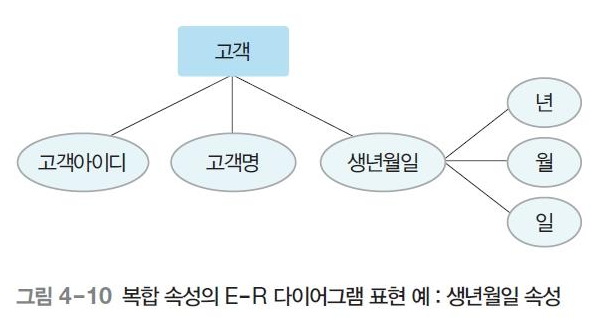 고객
고객아이디
고객명
생년월일
년
월
일
그림 4-10 복합 속성의 E-R 다이어그램 표현 예 : 생년월일 속성